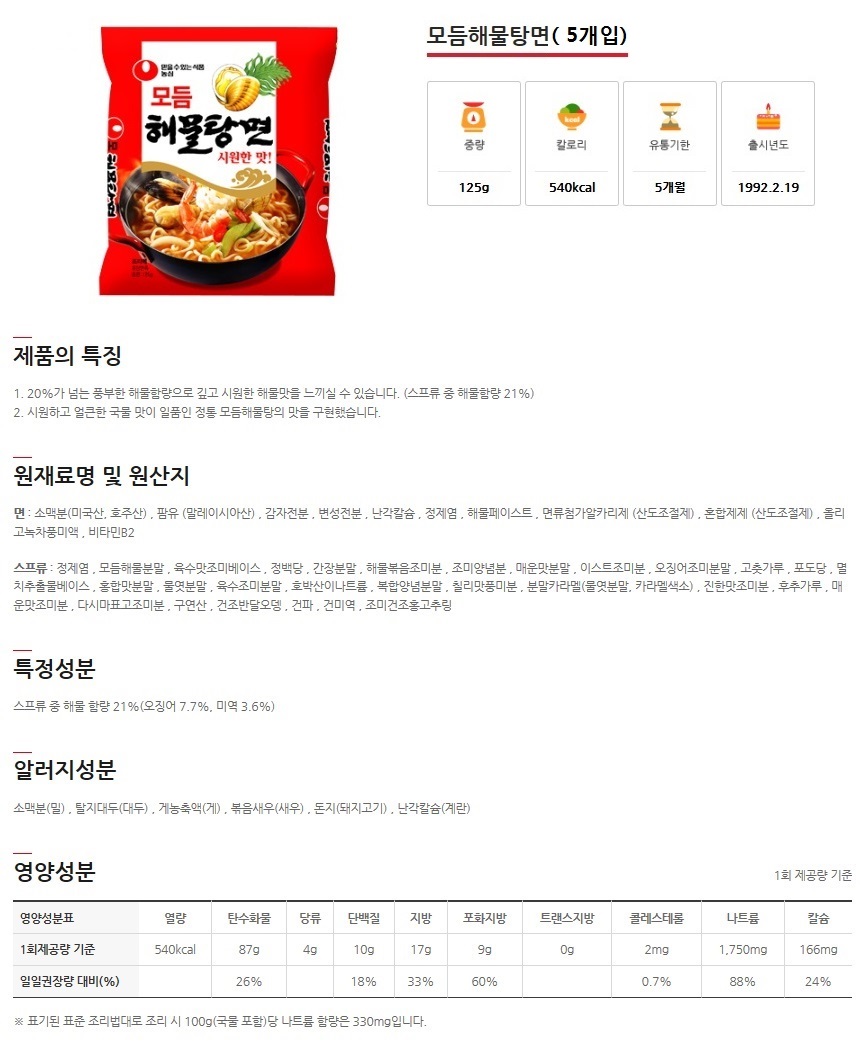 믿을수있는식품
농심
모듬
해물탕면
시원한 맛!
모듬해물탕면( 5개입)
중량
칼로리
유통기한
출시년도
125g
540kcal
5개월
1992.2.19
제품의 특징
1. 20%가 넘는 풍부한 해물함량으로 깊고 시원한 해물맛을 느끼실 수 있습니다. (스프류 중 해물함량 21%)
2. 시원하고 얼큰한 국물 맛이 일품인 정통 모듬해물탕의 맛을 구현했습니다.
원재료명 및 원산지
면 : 소맥분(미국산, 호주산) , 팜유 (말레이시아산) , 감자전분 , 변성전분 , 난각칼슘 , 정제염 , 해물페이스트 , 면류첨가알카리제 (산도조절제) , 혼합제제 (산도조절제) , 올리
고녹차풍미액 , 비타민B2
스프류 : 정제염 , 모듬해물분말 , 육수맛조미베이스 , 정백당 , 간장분말 , 해물볶음조미분 , 조미양념분 , 매운맛분말 , 이스트조미분 , 오징어조미분말 , 고춧가루 , 포도당 , 멸
치추출물베이스 , 홍합맛분말 , 물엿분말 , 육수조미분말 , 호박산이나트륨 , 복합양념분말 , 칠리맛풍미분 , 분말카라멜(물엿분말, 카라멜색소) , 진한맛조미분 , 후추가루 , 매
운맛조미분 , 다시마표고조미분 , 구연산 , 건조반달오뎅 , 건파 , 건미역 , 조미건조홍고추링
특정성분
스프류 중 해물 함량 21%(오징어 7.7%, 미역 3.6%)
알러지성분
소맥분(밀) , 탈지대두(대두) , 게농축액(게) , 볶음새우(새우) , 돈지(돼지고기) , 난각칼슘(계란)
영양성분
1회 제공량 기준
영양성분표 열량 탄수화물 당류 단백질 지방 포화지방 트랜스지방 콜레스테롤 나트륨 칼슘
1회제공량 기준 540kcal 87g 4g 10g 17g 9g 0g 2mg 1,750mg 166mg
일일권장량 대비(%) 26% 18% 33% 60% 0.7% 88% 24%
※ 표기된 표준 조리법대로 조리 시 100g(국물 포함)당 나트륨 함량은 330mg입니다.